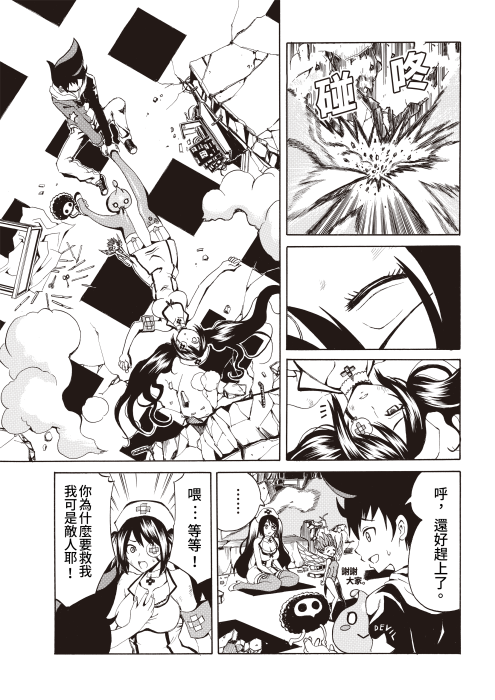 咚
碰
呼，還好趕上了。
謝謝
大家。
DEVIL
……
喂…等等！
你為什麼要救我
我可是敵人耶！